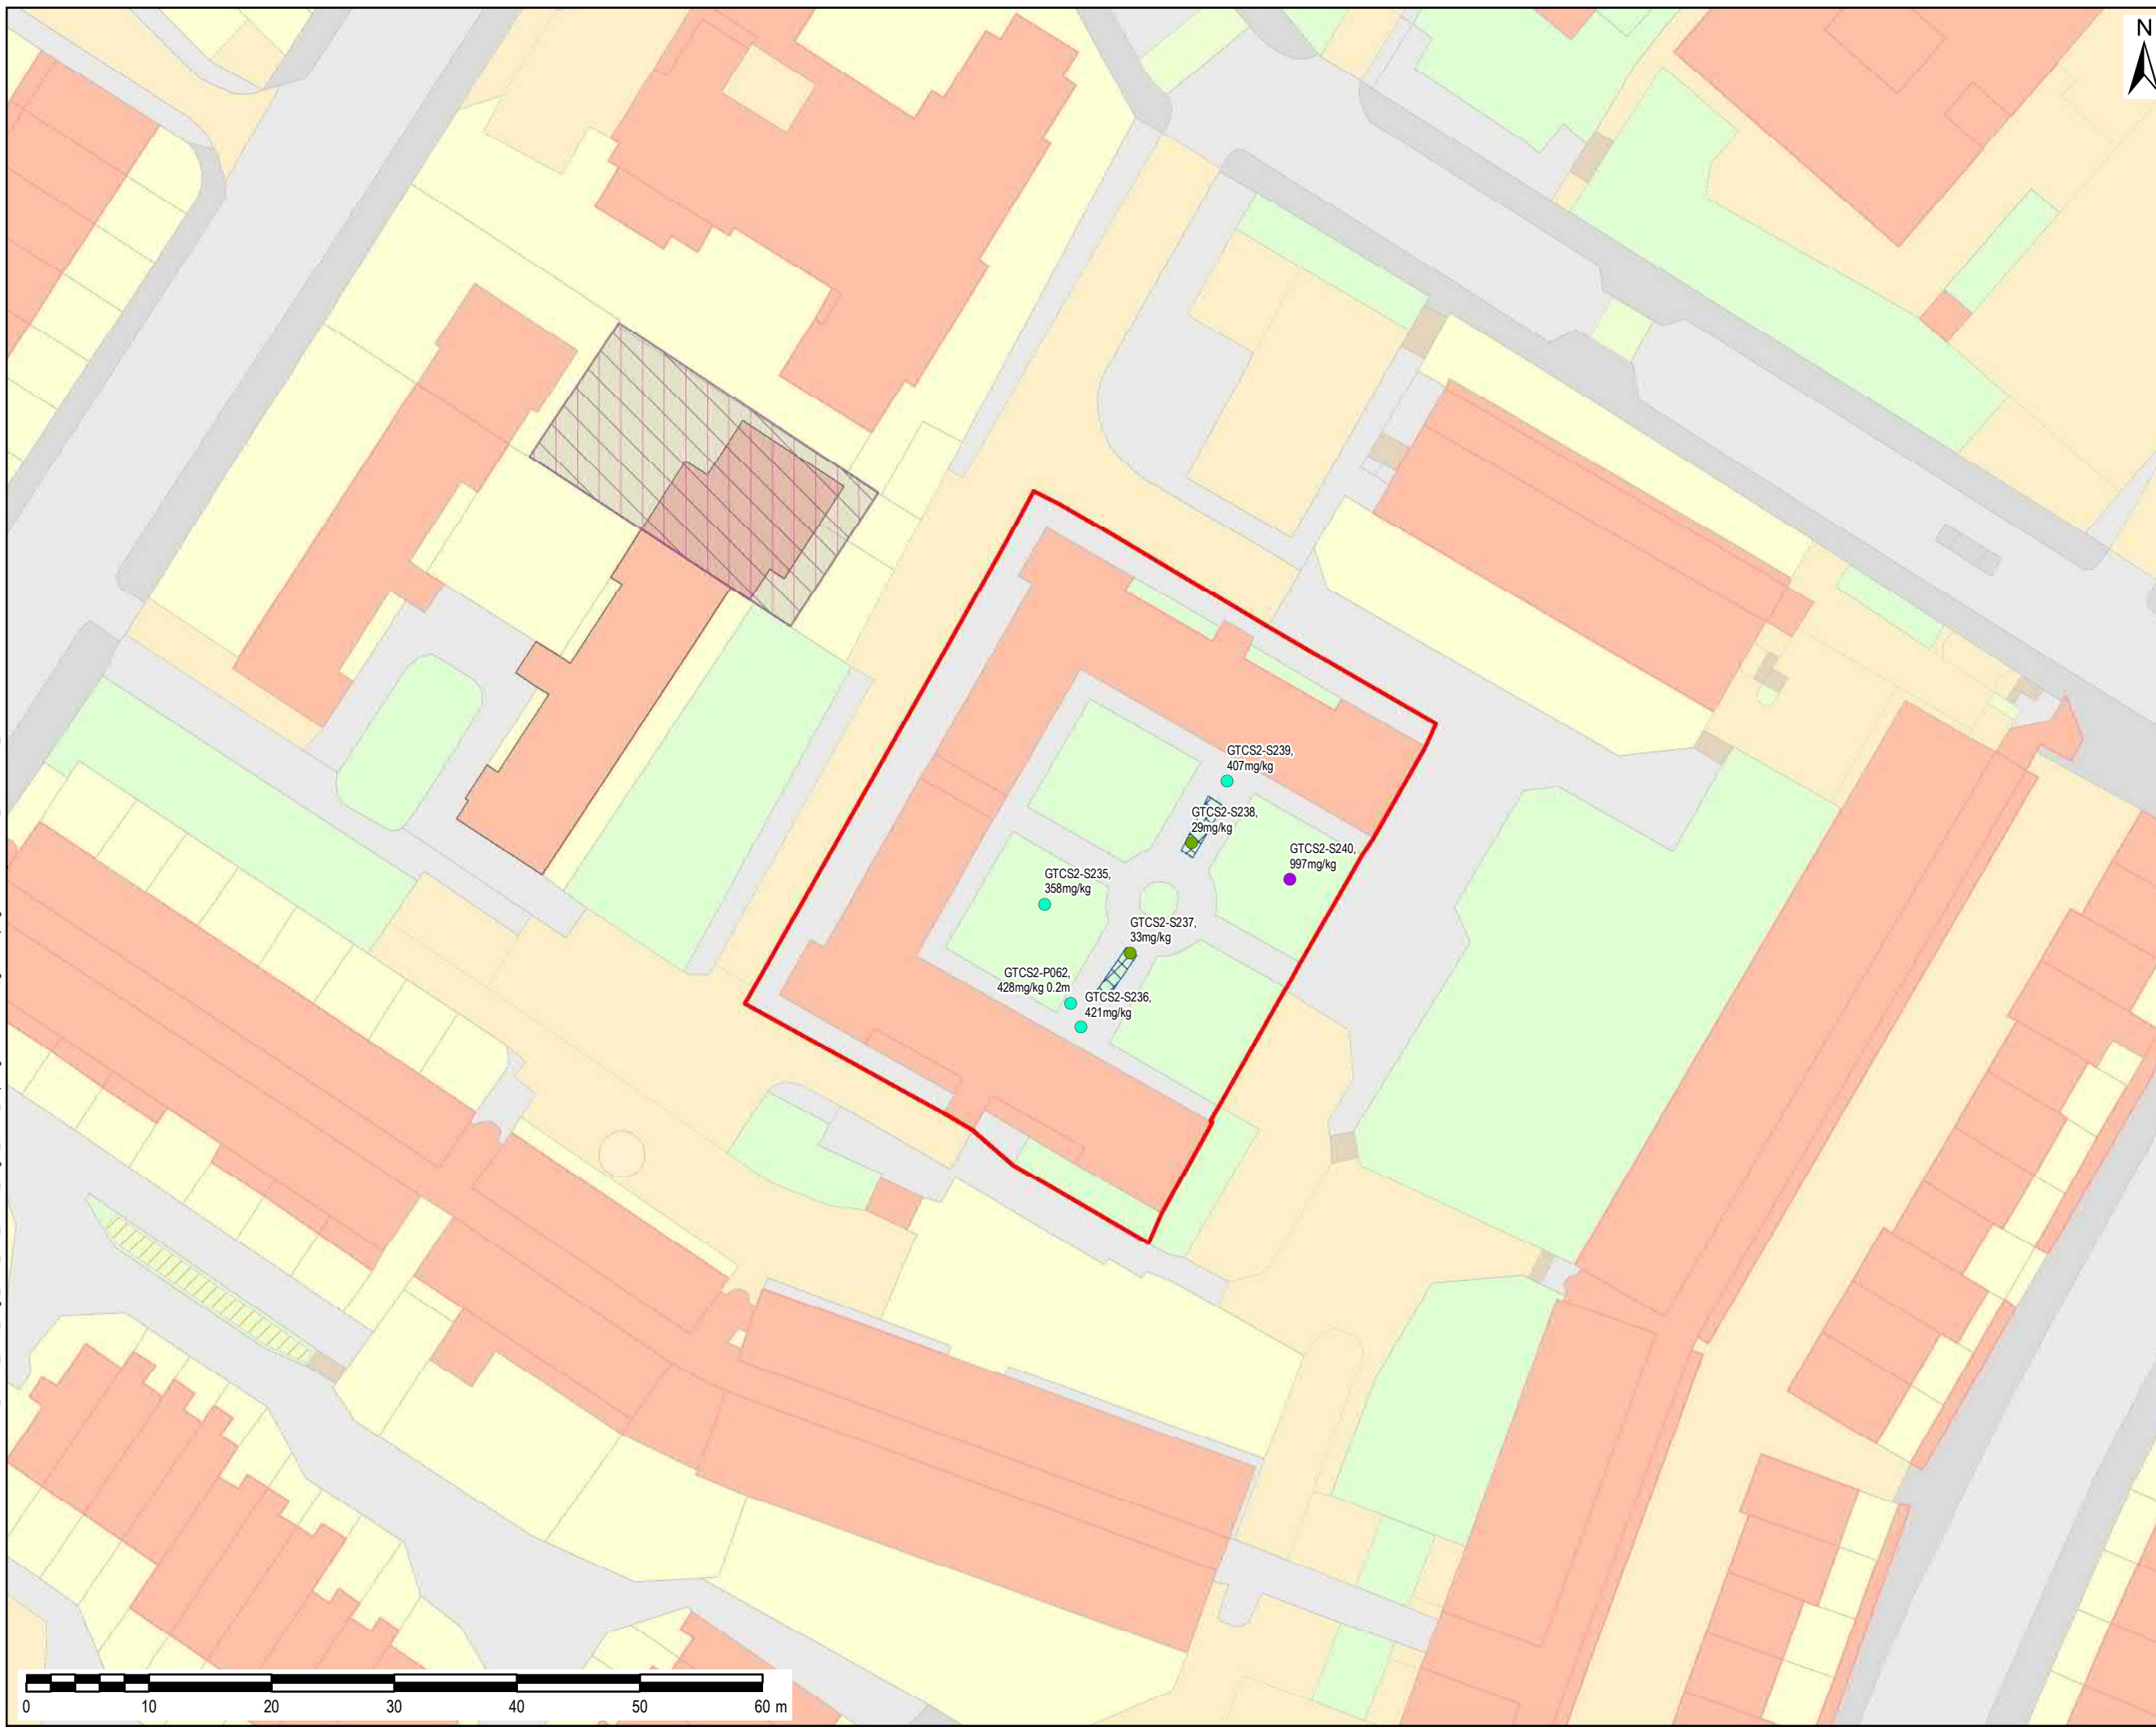 N
GTCS2-S239,
407mg/kg
GTCS2-S238,
29mg/kg
GTCS2-S240,
997mg/kg
GTCS2-S235,
358mg/kg
GTCS2-S237,
33mg/kg
GTCS2-P062,
428mg/kg 0.2m
GTCS2-S236,
421mg/kg
0 10 20 30 40 50 60 m